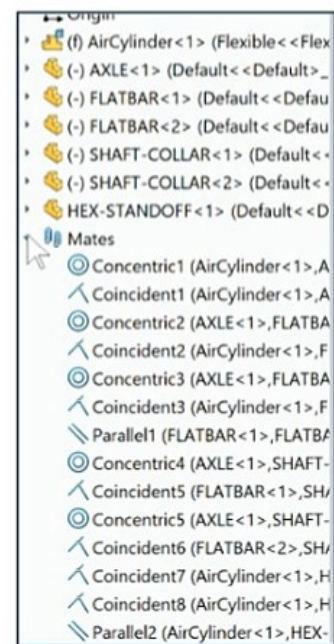 Origin
(f) AirCylinder<1> (Flexible<<Flex
(-) AXLE<1> (Default<<Default>_
(-) FLATBAR<1> (Default<<Defau
(-) FLATBAR<2> (Default<<Defau
(-) SHAFT-COLLAR<1> (Default<
(-) SHAFT-COLLAR<2> (Default<
HEX-STANDOFF<1> (Default<<D
Mates
Concentric1 (AirCylinder<1>,A
Coincident1 (AirCylinder<1>,A
Concentric2 (AXLE<1>,FLATBA
Coincident2 (AirCylinder<1>,F
Concentric3 (AXLE<1>,FLATBA
Coincident3 (AirCylinder<1>,F
Parallel1 (FLATBAR<1>,FLATBA
Concentric4 (AXLE<1>,SHAFT-
Coincident5 (FLATBAR<1>,SH
Concentric5 (AXLE<1>,SHAFT-
Coincident6 (FLATBAR<2>,SH
Coincident7 (AirCylinder<1>,H
Coincident8 (AirCylinder<1>,H
Parallel2 (AirCylinder<1>,HEX-